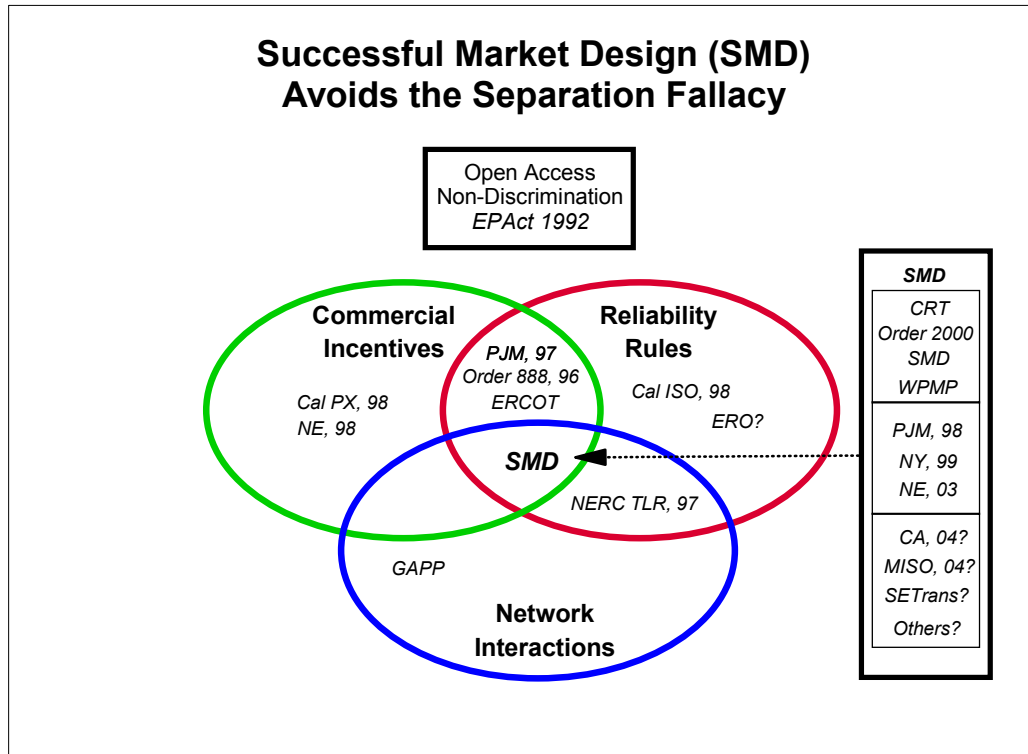 Successful Market Design (SMD)
Avoids the Separation Fallacy
Open Access
Non-Discrimination
EPAct 1992
Commercial
Incentives
Cal PX, 98
NE, 98
PJM, 97
Order 888, 96
ERCOT
Reliability
Rules
Cal ISO, 98
ERO?
SMD
NERC TLR, 97
GAPP
Network
Interactions
SMD
CRT
Order 2000
SMD
WPMP
PJM, 98
NY, 99
NE, 03
CA, 04?
MISO, 04?
SETrans?
Others?